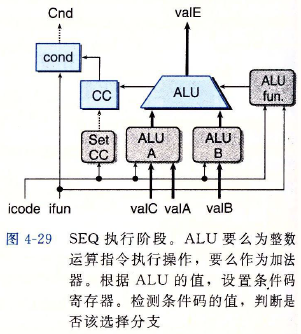 Cnd
valE
cond
CC
ALU
ALU
fun.
Set
CC
ALU
A
ALU
B
icode ifun
valC valA
valB
图 4-29 SEQ 执行阶段。ALU 要么为整数
运算指令执行操作，要么作为加法
器。根据 ALU 的值，设置条件码
寄存器。检测条件码的值，判断是
否该选择分支